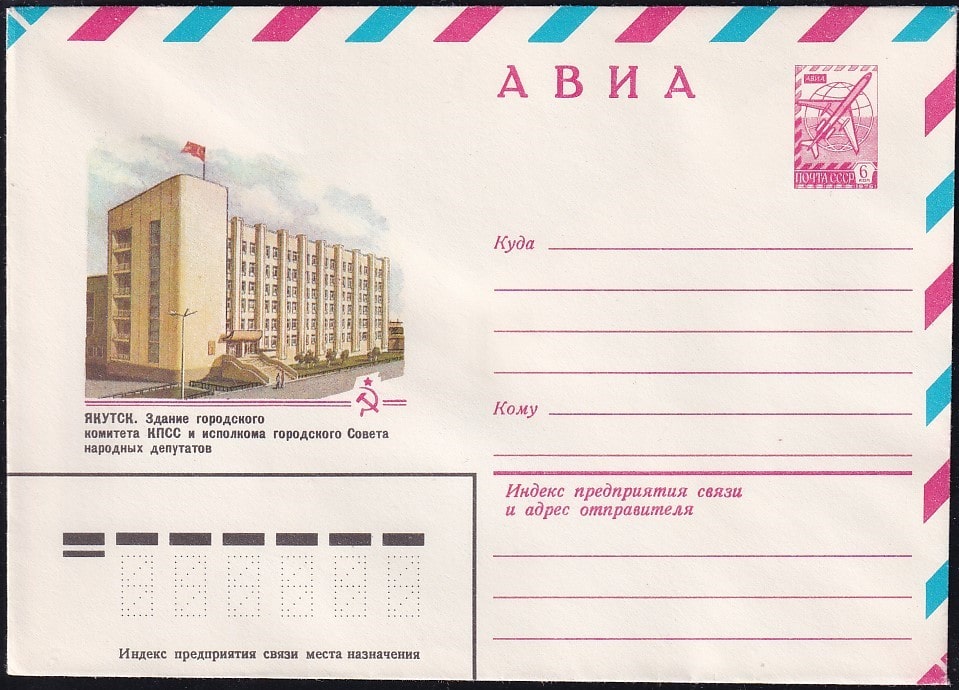 АВИА
АВИА
ПОЧТА СССР 6
КОП
1976
Куда
Кому
ЯКУТСК. Здание городского
комитета КПСС и исполкома городского Совета
народных депутатов
Индекс предприятия связи
и адрес отправителя
Индекс предприятия связи места назначения